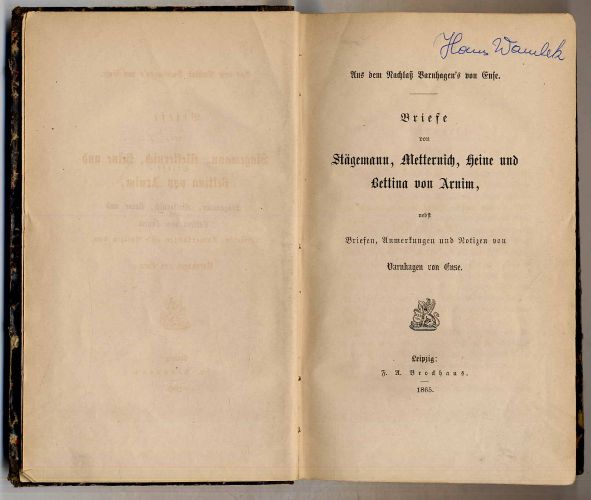 Hans
Aus dem Nachlaß Varnhagen's von Ense.
Briefe
von
Stägemann, Metternich, Heine und
Bettina von Arnim,
nebst
Briefen, Anmerkungen und Notizen von
Varnhagen von Ense.
Leipzig:
F. A. Brockhaus.
1865.